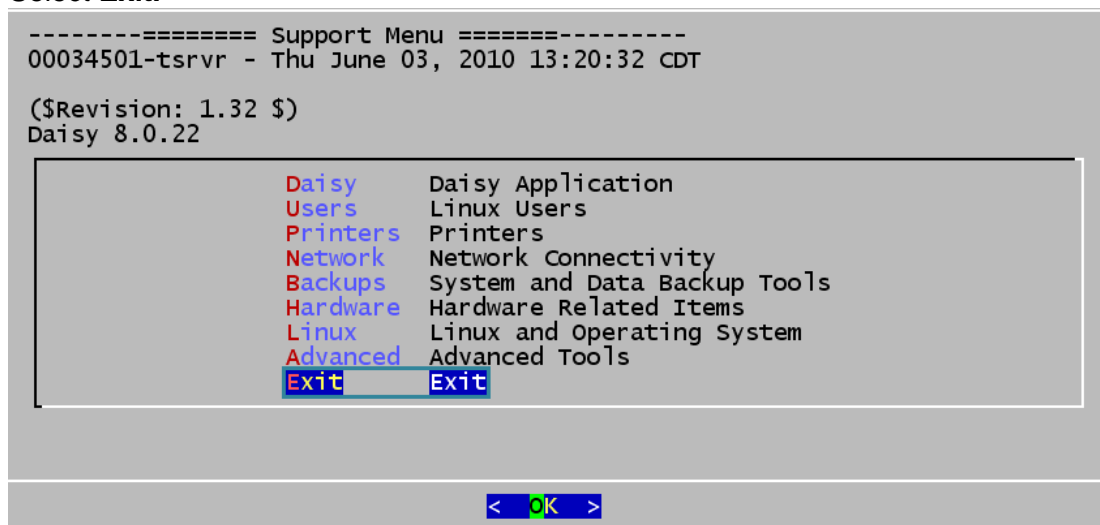 Select Exit.
--------======== Support Menu =======---------
00034501-tsrvr - Thu June 03, 2010 13:20:32 CDT
($Revision: 1.32 $)
Daisy 8.0.22
Daisy Daisy Application
Users Linux Users
Printers Printers
Network Network Connectivity
Backups System and Data Backup Tools
Hardware Hardware Related Items
Linux Linux and Operating System
Advanced Advanced Tools
Exit Exit
< OK >